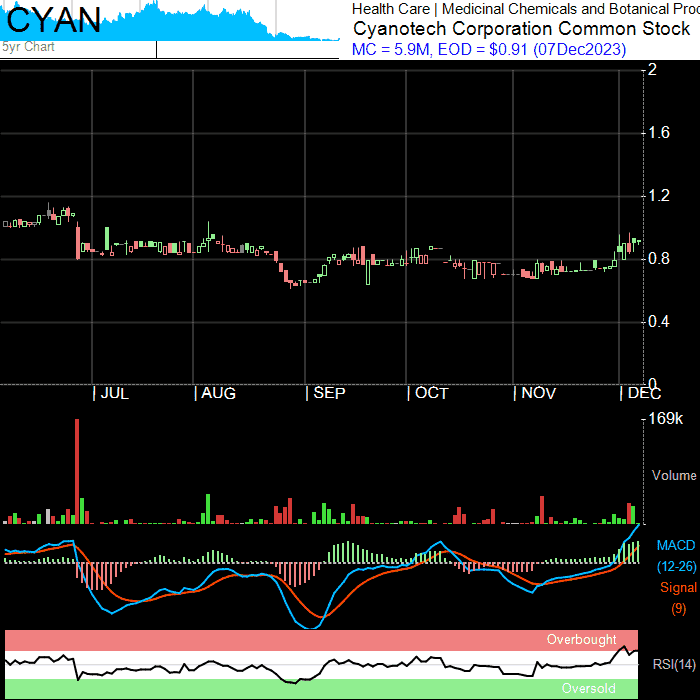 CYAN
5yr Chart
Health Care | Medicinal Chemicals and Botanical Proc
Cyanotech Corporation Common Stock
MC = 5.9M, EOD = $0.91 (07Dec2023)
2
1.6
1.2
0.8
0.4
0
JUL AUG SEP OCT NOV DEC
169k
Volume
MACD
(12-26)
Signal
(9)
Overbought
RSI(14)
Oversold